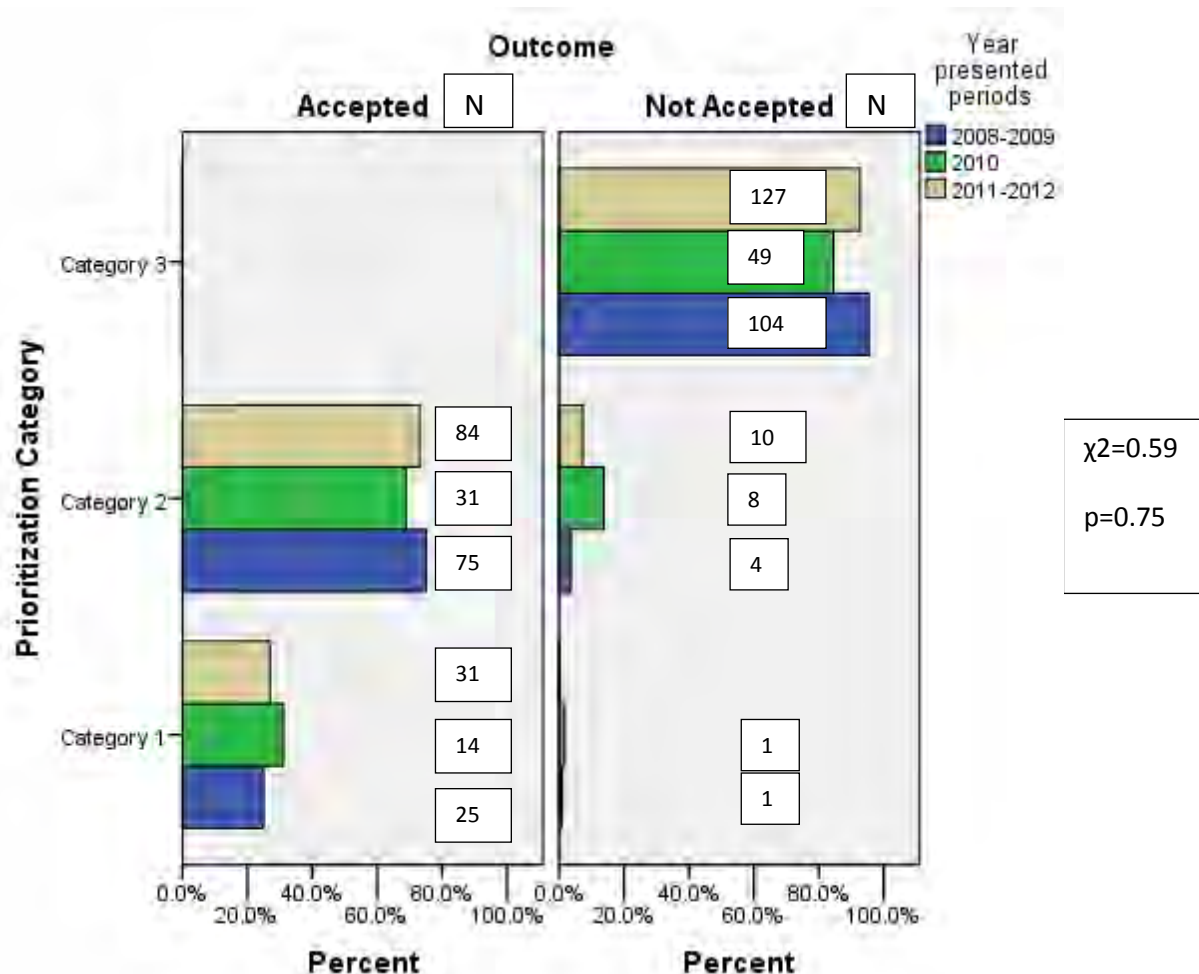 Outcome
Accepted N
Not Accepted N
Year
presented
periods
2008-2009
2010
2011-2012
Prioritization Category
Category 3
127
49
104
Category 2
84
31
75
10
8
4
Category 1
31
14
25
1
1
0.0% 20.0% 40.0% 60.0% 80.0% 100.0%
0.0% 20.0% 40.0% 60.0% 80.0% 100.0%
Percent
Percent
χ2=0.59
p=0.75